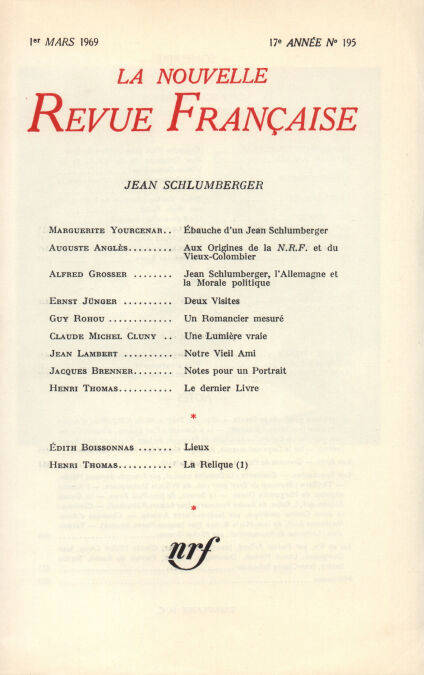 1er MARS 1969 17e ANNÉE No 195
LA NOUVELLE
REVUE FRANÇAISE
JEAN SCHLUMBERGER
MARGUERITE YOURCENAR.. Ébauche d'un Jean Schlumberger
AUGUSTE ANGLÈS......... Aux Origines de la N.R.F. et du
Vieux-Colombier
ALFRED GROSSER ........ Jean Schlumberger, l'Allemagne et
la Morale politique
ERNST JÜNGER .......... Deux Visites
GUY ROHOU ............. Un Romancier mesuré
CLAUDE MICHEL CLUNY .. Une Lumière vraie
JEAN LAMBERT .......... Notre Vieil Ami
JACQUES BRENNER........ Notes pour un Portrait
HENRI THOMAS........... Le dernier Livre
*
ÉDITH BOISSONNAS ....... Lieux
HENRI THOMAS........... La Relique (1)
*
nrf